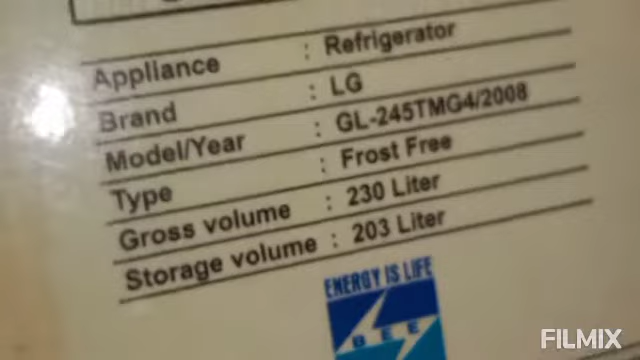 Appliance : Refrigerator
Brand : LG
Model/Year : GL-245TMG4/2008
Type : Frost Free
Gross volume : 230 Liter
Storage volume : 203 Liter
ENERGY IS LIFE
BEE
FILMIX